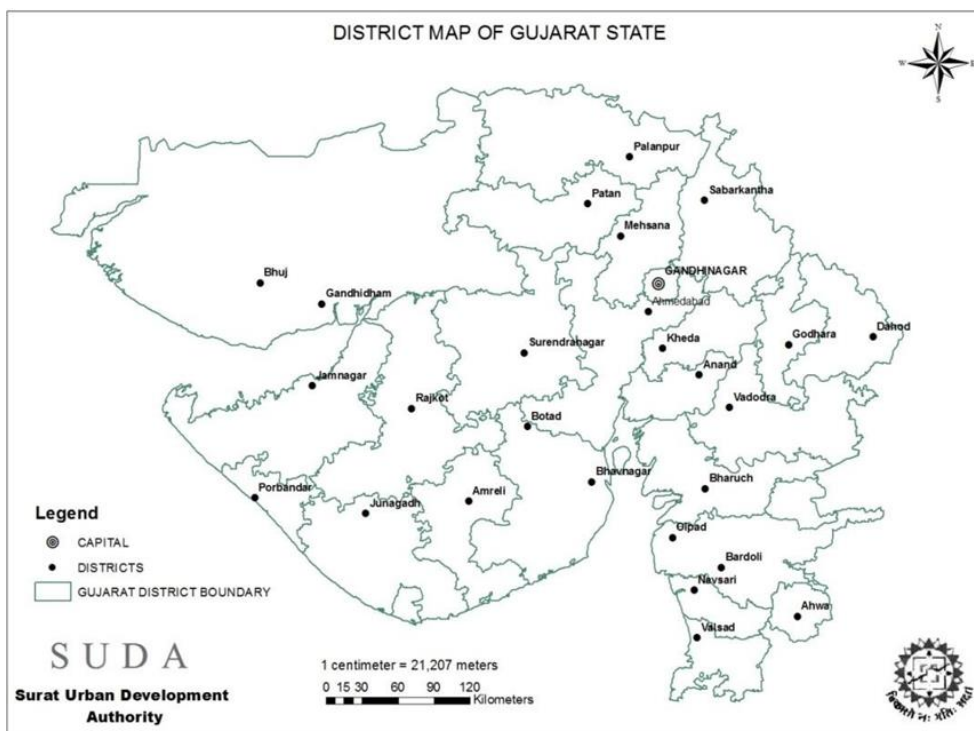 DISTRICT MAP OF GUJARAT STATE
N
W
E
S
Palanpur
Patan
Sabarkantha
Mehsana
Bhuj
GANDHINAGAR
Gandhidham
Ahmedabad
Surendranagar
Kheda
Godhara
Dahod
Jamnagar
Anand
Rajkot
Vadodra
Botad
Bhavnagar
Bharuch
Porbandar
Junagadh
Amreli
Olpad
Bardoli
Navsari
Ahwa
Valsad
Legend
CAPITAL
DISTRICTS
GUJARAT DISTRICT BOUNDARY
SUDA
Surat Urban Development
Authority
1 centimeter = 21,207 meters
0 15 30 60 90 120
Kilometers